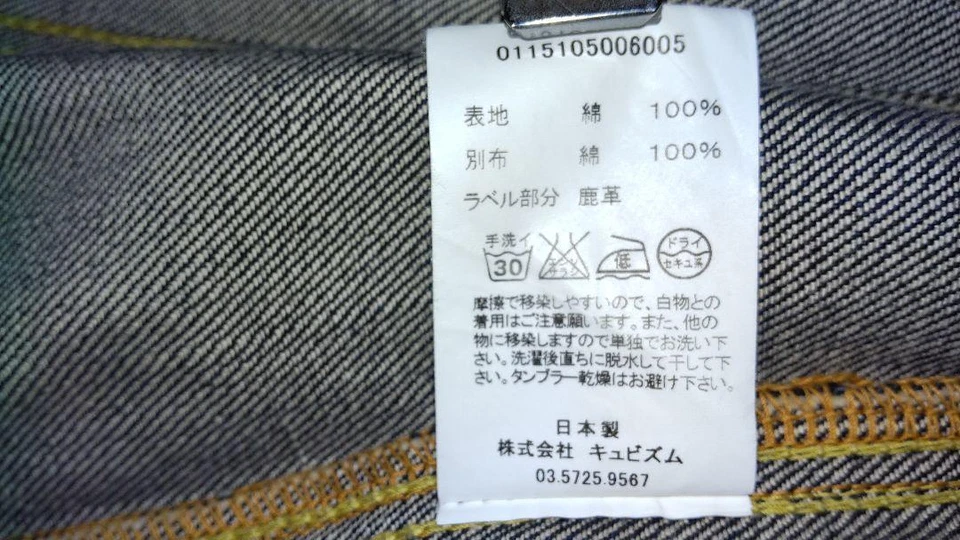 0115105006005
表地 綿 100%
別布 綿 100%
ラベル部分 鹿革
手洗イ
30
低
ドライ
セキユ系
摩擦で移染しやすいので、白物との
着用はご注意願います。また、他の
物に移染しますので単独でお洗い下
さい。洗濯後直ちに脱水して干して下
さい。タンブラー乾燥はお避け下さい。
日本製
株式会社 キュビズム
03.5725.9567